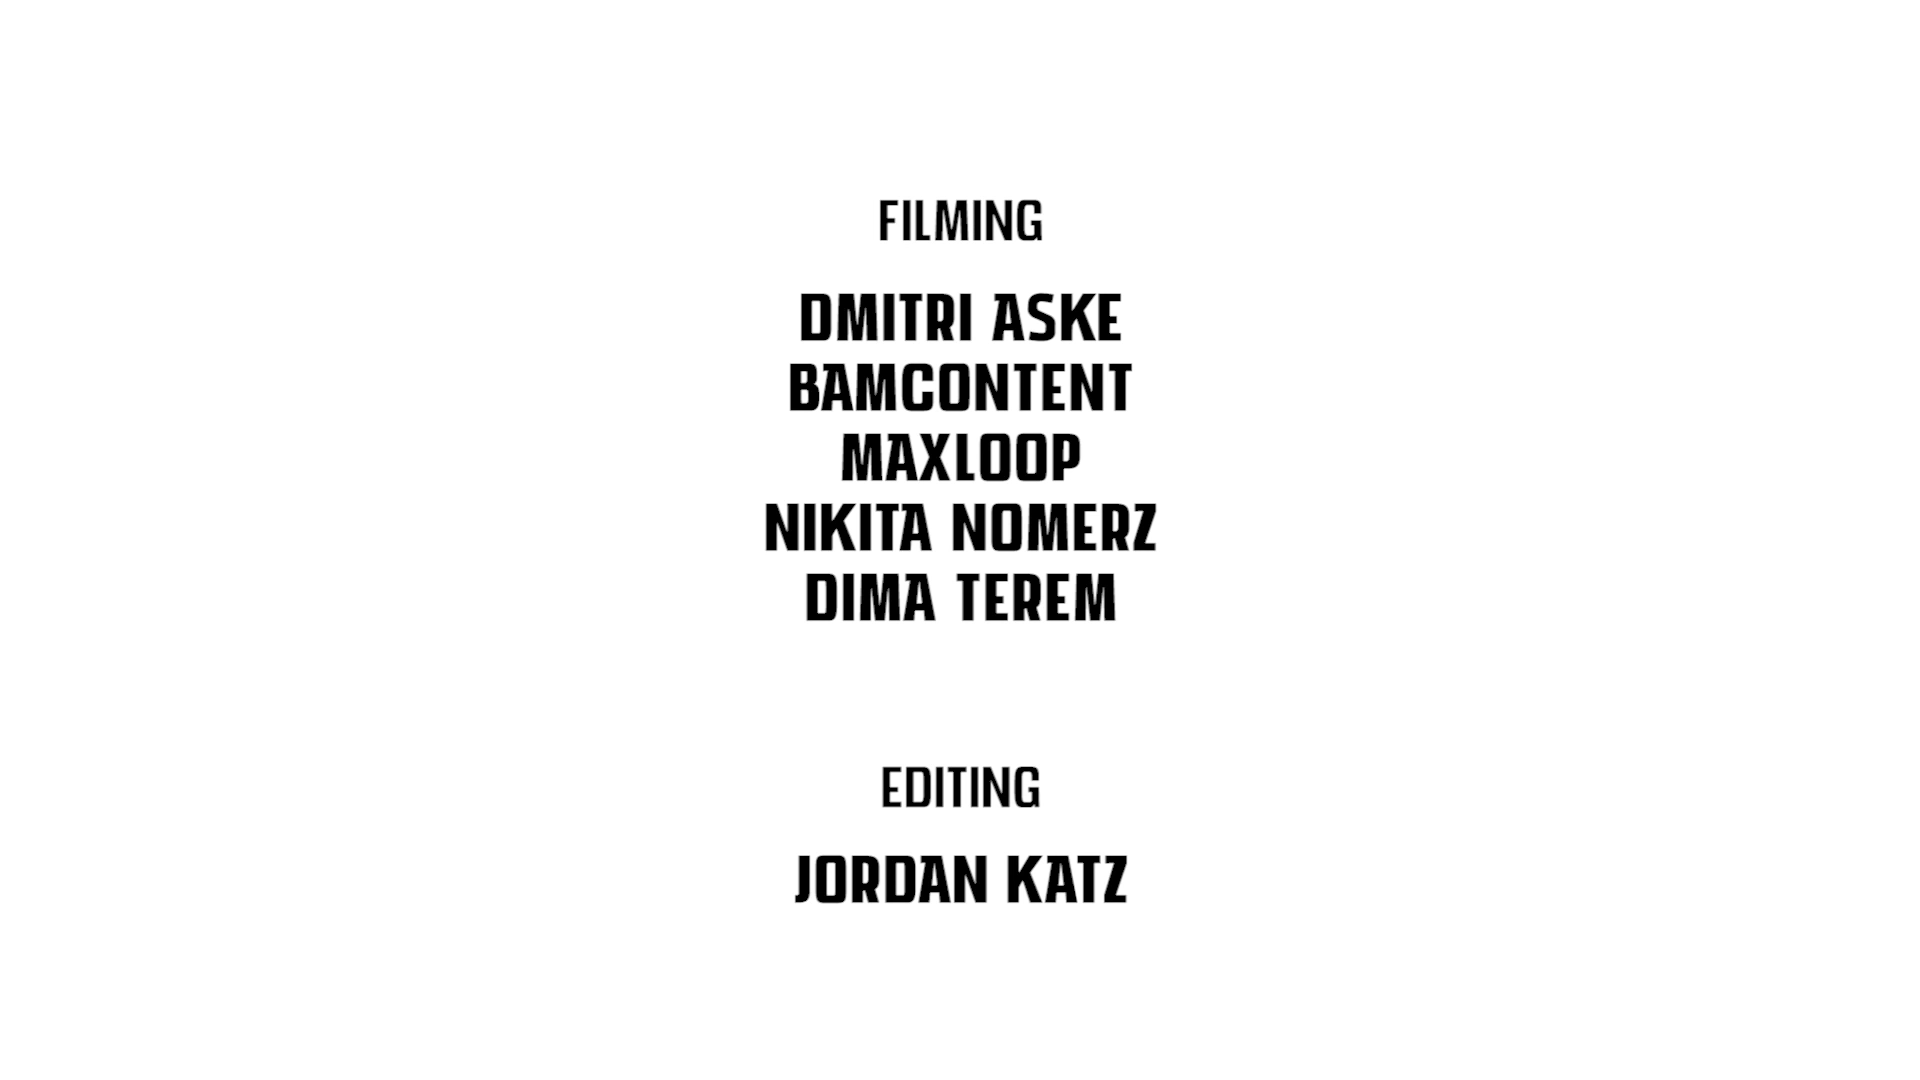 FILMING
DMITRI ASKE
BAMCONTENT
MAXLOOP
NIKITA NOMERZ
DIMA TEREM
EDITING
JORDAN KATZ